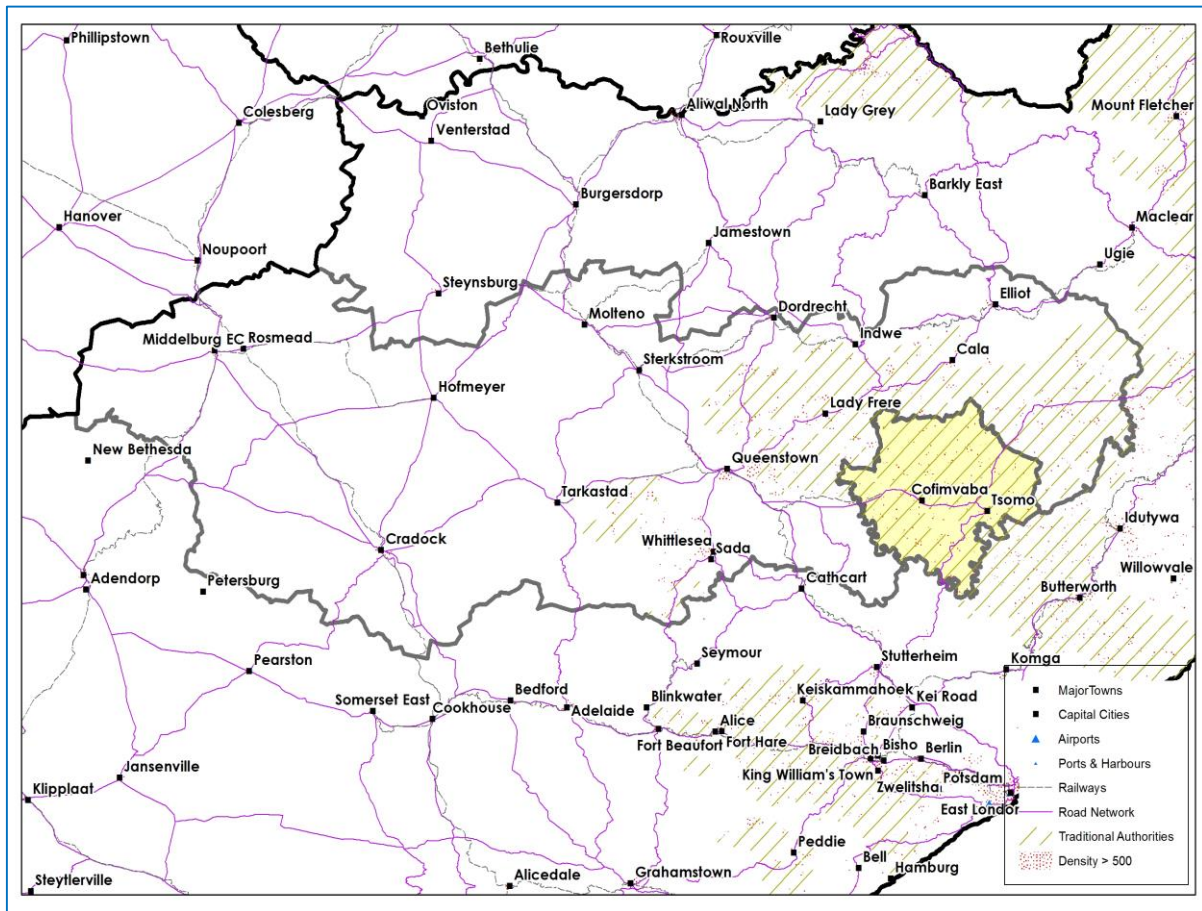 Phillipstown
Bethulie
Rouxville
Colesberg
Oviston
Aliwal North
Lady Grey
Mount Fletcher
Venterstad
Barkly East
Burgersdorp
Hanover
Maclear
Noupoort
Jamestown
Ugie
Steynsburg
Molteno
Dordrecht
Elliot
Middelburg EC
Rosmead
Indwe
Cala
Sterkstroom
Hofmeyer
Lady Frere
New Bethesda
Queenstown
Tarkastad
Cofimvaba
Tsomo
Idutywa
Cradock
Whittlesea
Sada
Willowvale
Adendorp
Petersburg
Cathcart
Butterworth
Pearston
Seymour
Stutterheim
Komga
Somerset East
Cookhouse
Bedford
Adelaide
Blinkwater
Keiskammahoek
Kei Road
Fort Beaufort
Alice
Fort Hare
Braunschweig
Breidbach
Bisho
Berlin
Jansenville
King William's Town
Zwelitsha
Potsdam
Klipplaat
East London
Peddie
Bell
Hamburg
Steytlerville
Alicedale
Grahamstown
MajorTowns
Capital Cities
Airports
Ports & Harbours
Railways
Road Network
Traditional Authorities
Density > 500